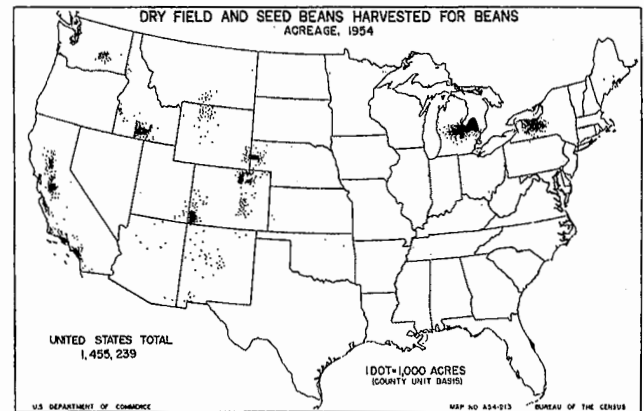 DRY FIELD AND SEED BEANS HARVESTED FOR BEANS
ACREAGE, 1954
UNITED STATES TOTAL
1,455,239
1 DOT=1,000 ACRES
(COUNTY UNIT BASIS)
U.S. DEPARTMENT OF COMMERCE
MAP NO. A54-213
BUREAU OF THE CENSUS